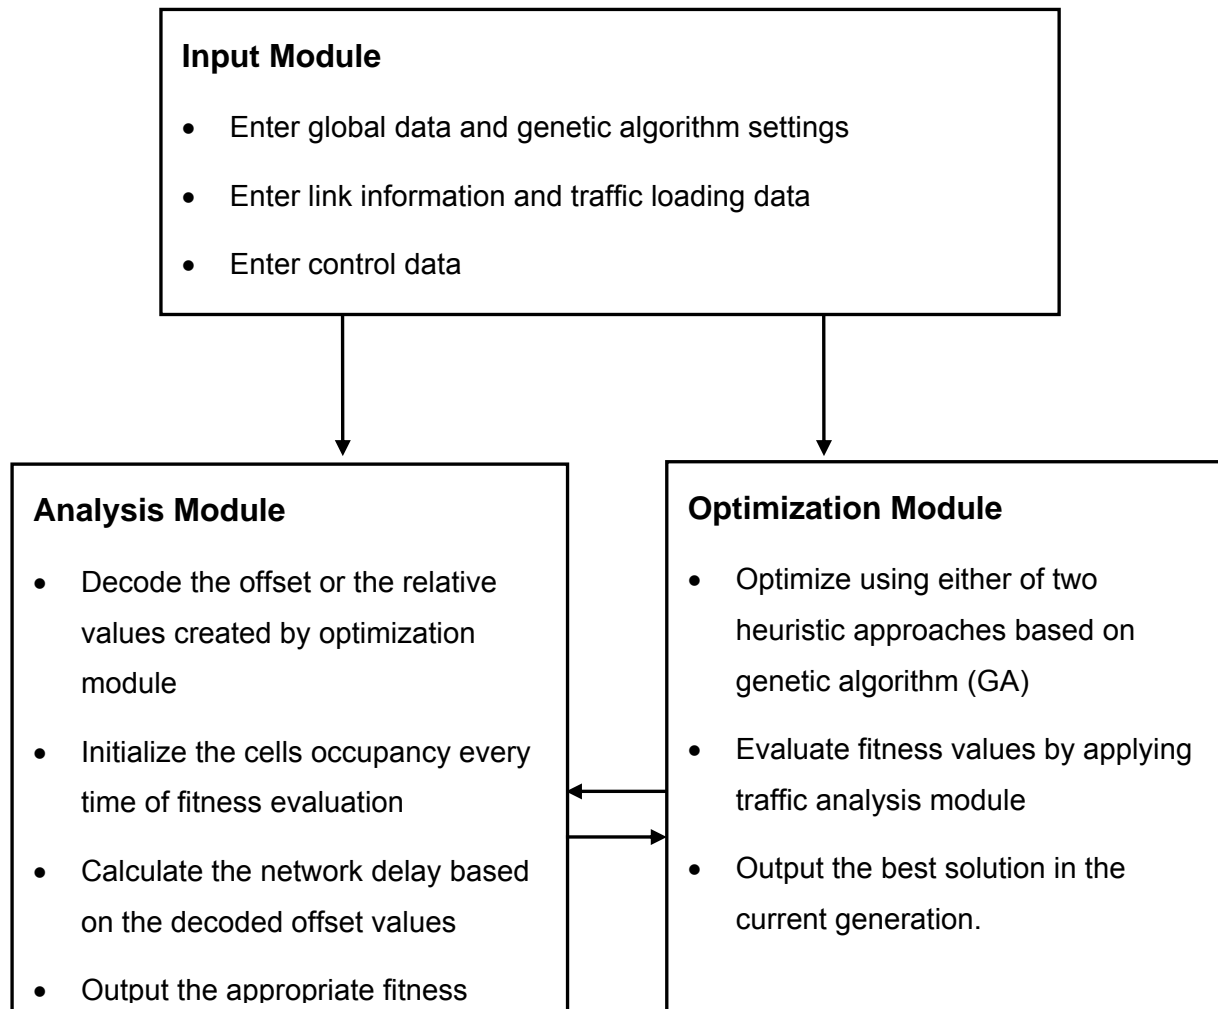 Input Module
• Enter global data and genetic algorithm settings
• Enter link information and traffic loading data
• Enter control data
Analysis Module
• Decode the offset or the relative
values created by optimization
module
• Initialize the cells occupancy every
time of fitness evaluation
• Calculate the network delay based
on the decoded offset values
• Output the appropriate fitness
Optimization Module
• Optimize using either of two
heuristic approaches based on
genetic algorithm (GA)
• Evaluate fitness values by applying
traffic analysis module
• Output the best solution in the
current generation.